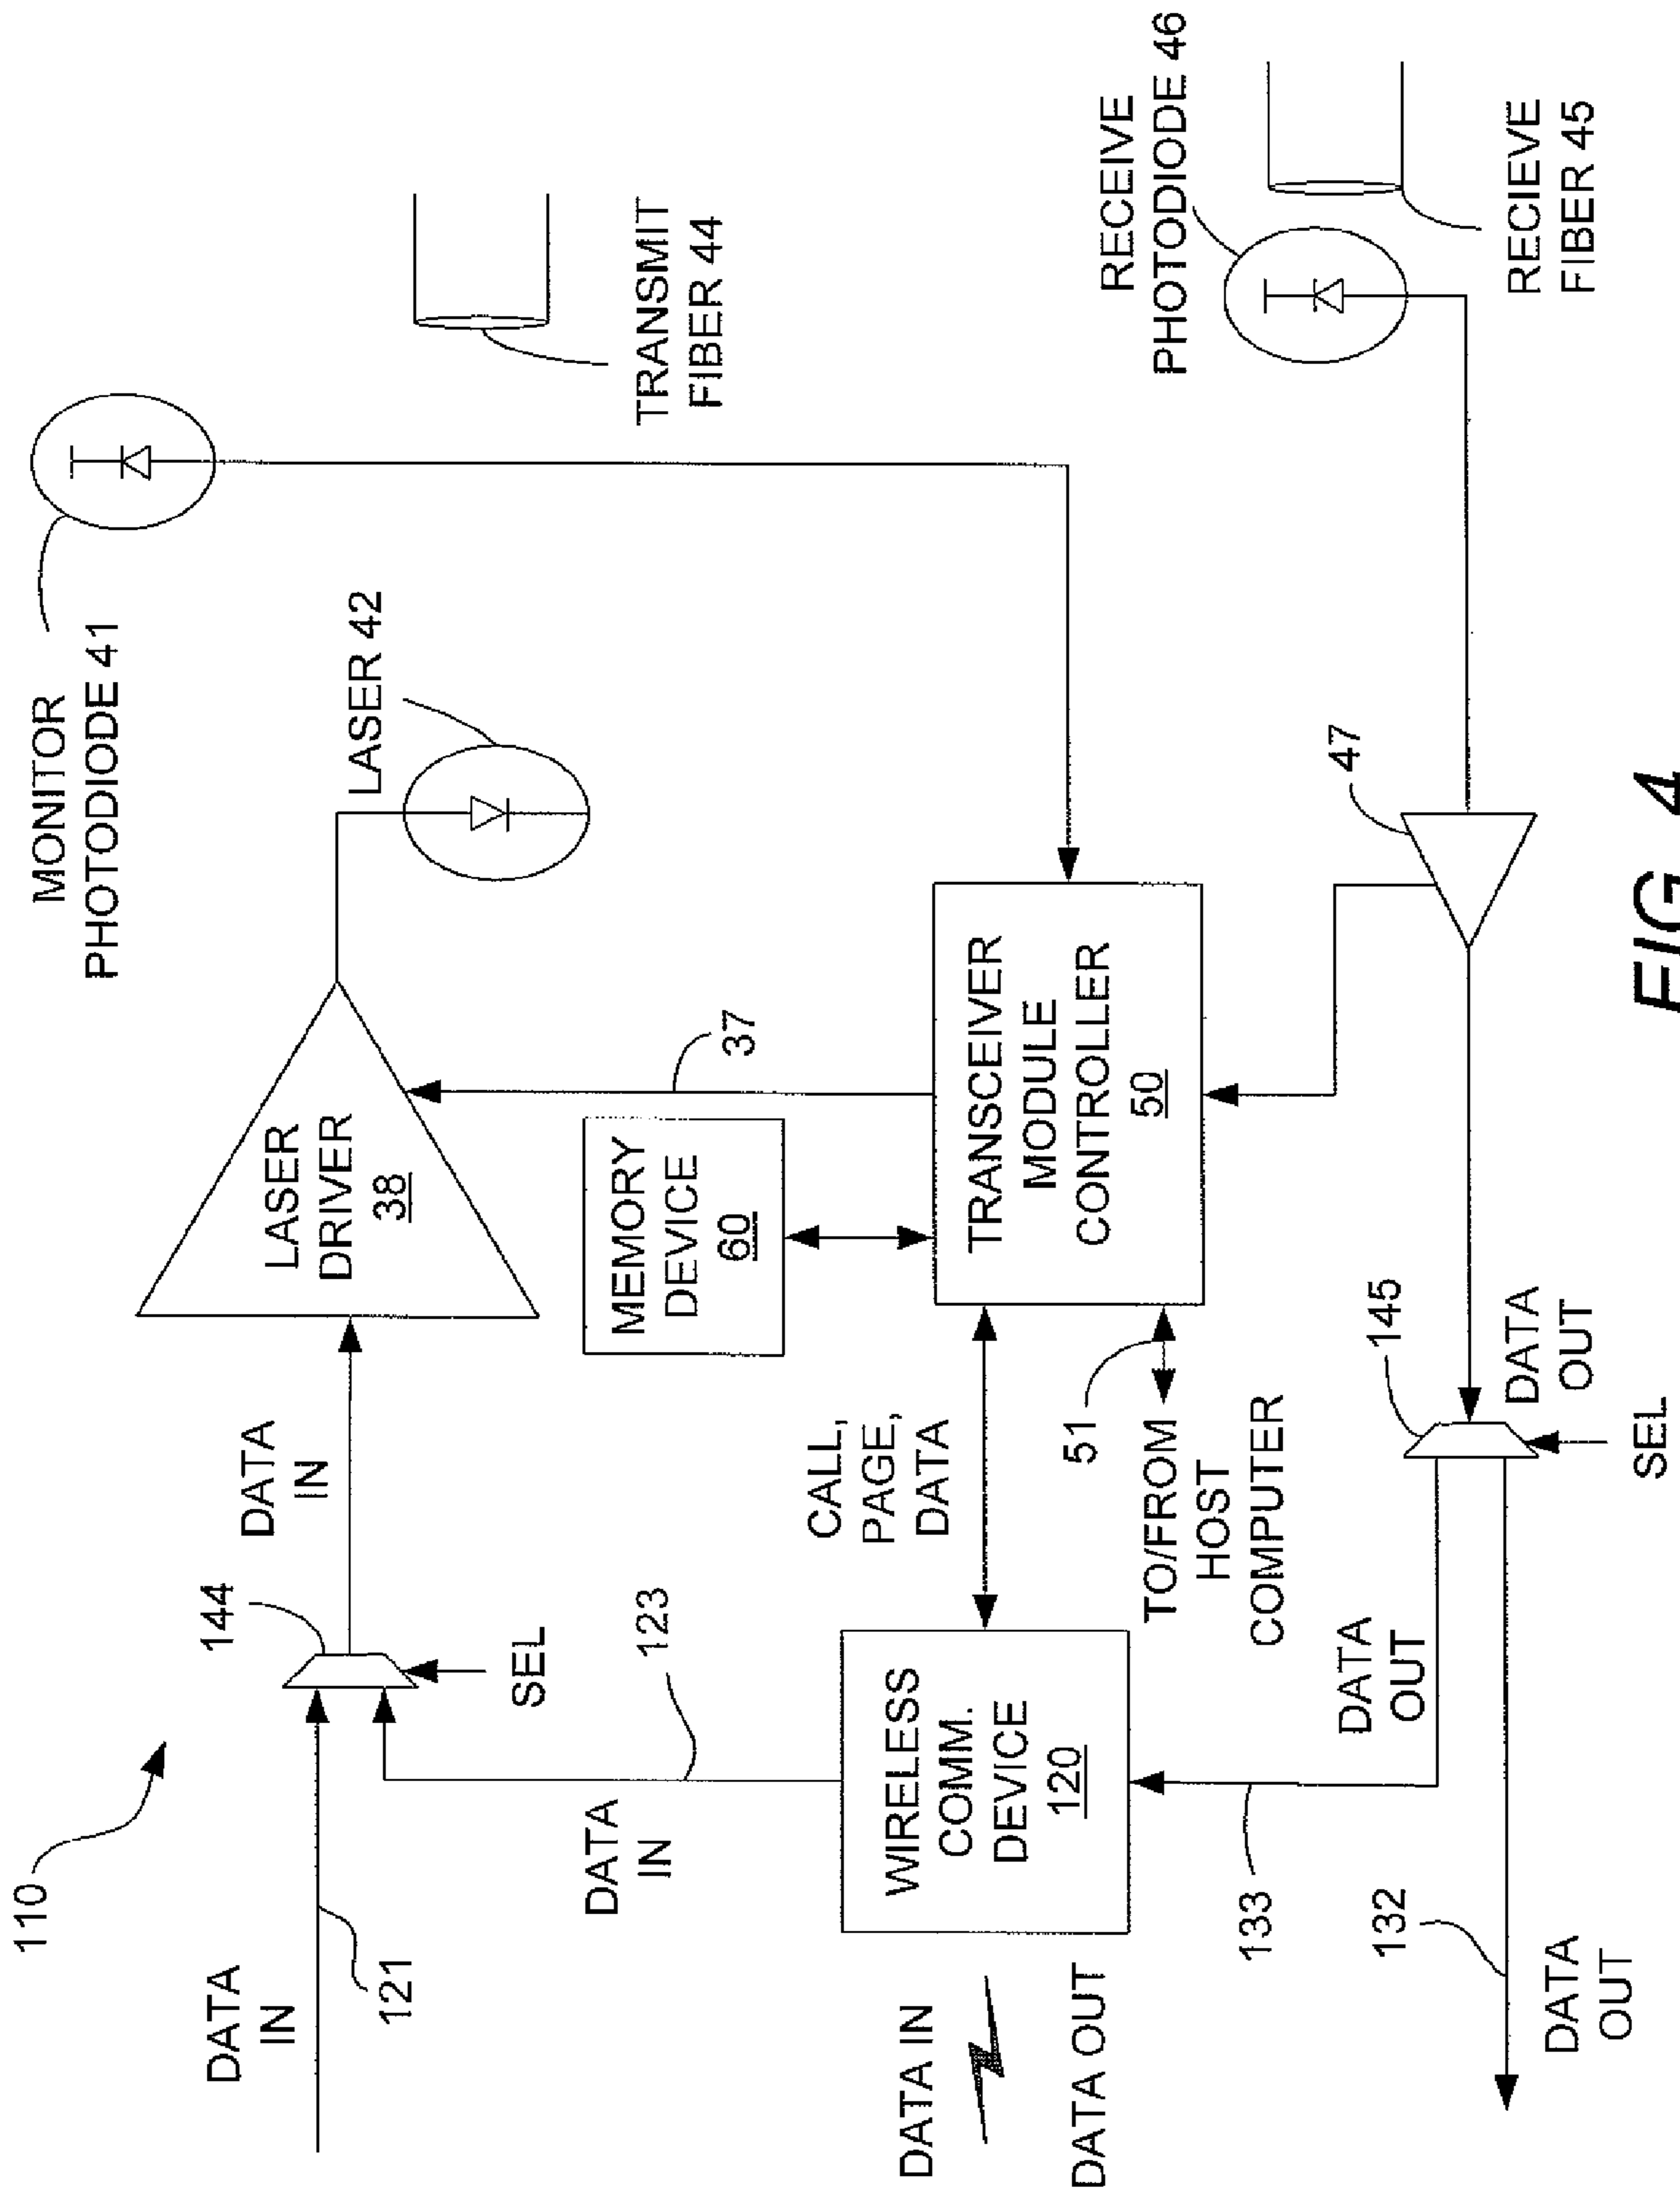 110
DATA
IN
121
144
SEL
DATA
IN
LASER
DRIVER
38
MONITOR
PHOTODIODE 41
LASER 42
TRANSMIT
FIBER 44
DATA
IN
123
MEMORY
DEVICE
60
37
DATA IN
DATA OUT
WIRELESS
COMM.
DEVICE
120
CALL,
PAGE,
DATA
TRANSCEIVER
MODULE
CONTROLLER
50
51
TO/FROM
HOST
COMPUTER
RECEIVE
PHOTODIODE 46
RECIEVE
FIBER 45
47
133
DATA
OUT
132
DATA
OUT
145
SEL
DATA
OUT
FIG. 4